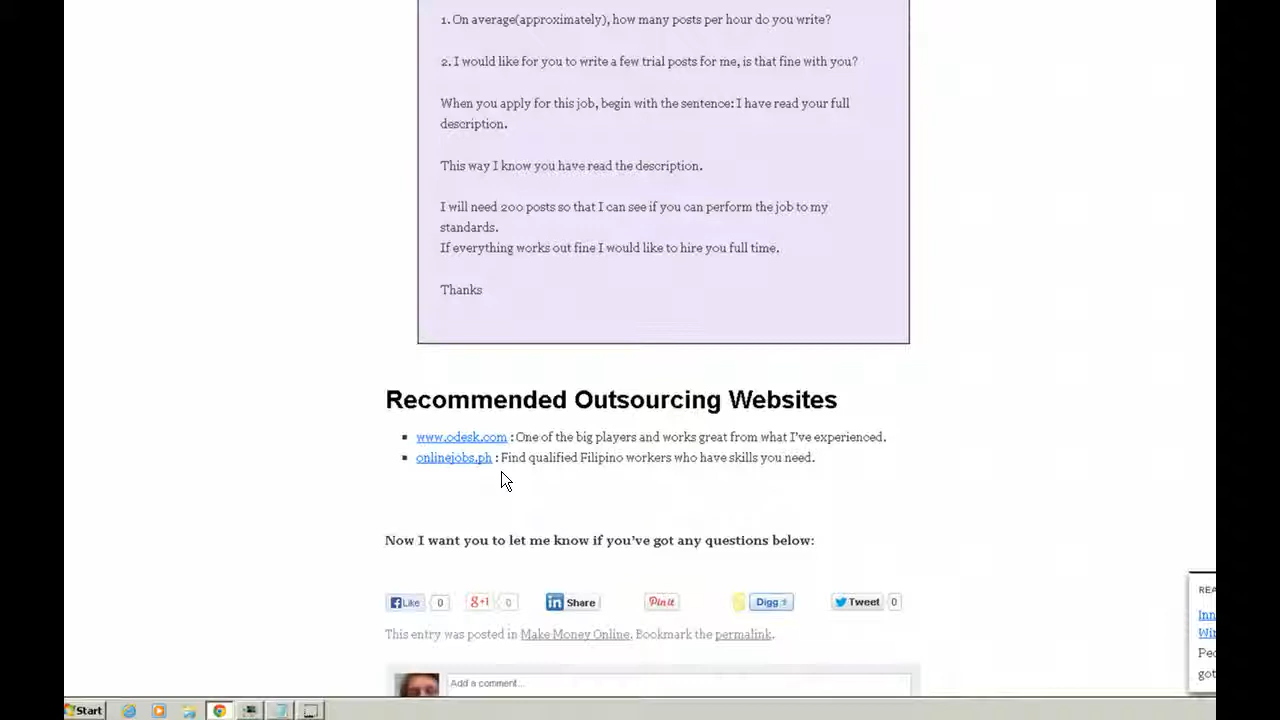 1. On average(approximately), how many posts per hour do you write?
2. I would like for you to write a few trial posts for me, is that fine with you?
When you apply for this job, begin with the sentence: I have read your full
description.
This way I know you have read the description.
I will need 200 posts so that I can see if you can perform the job to my
standards.
If everything works out fine I would like to hire you full time.
Thanks
Recommended Outsourcing Websites
www.odesk.com : One of the big players and works great from what I've experienced.
onlinejobs.ph : Find qualified Filipino workers who have skills you need.
Now I want you to let me know if you've got any questions below:
Like 0 g+1 0 in Share Pin it Digg Tweet 0
This entry was posted in Make Money Online. Bookmark the permalink.
Add a comment...
Start